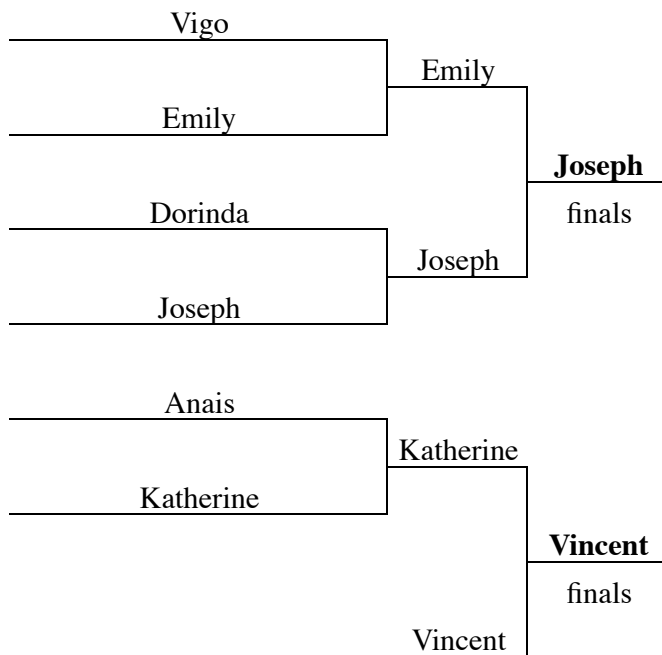 Vigo
Emily
Emily
Joseph
finals
Dorinda
Joseph
Joseph
Anais
Katherine
Katherine
Vincent
finals
Vincent